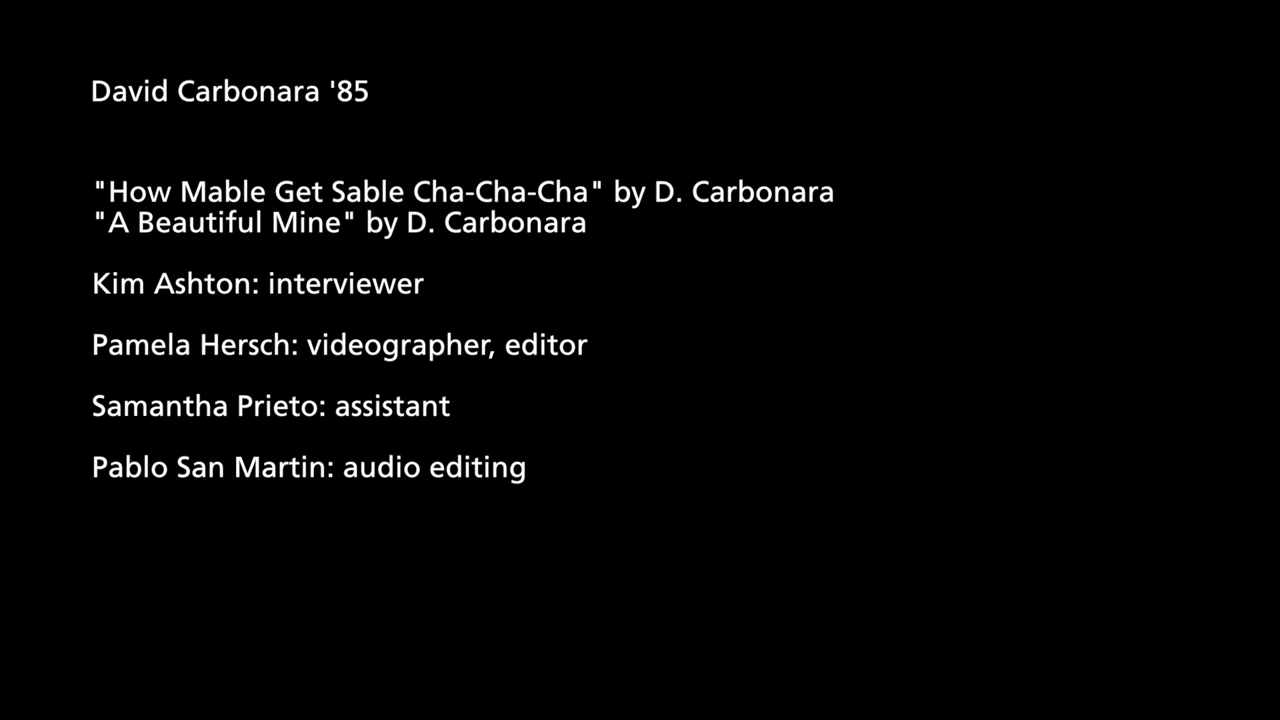 David Carbonara '85
"How Mable Get Sable Cha-Cha-Cha" by D. Carbonara
"A Beautiful Mine" by D. Carbonara
Kim Ashton: interviewer
Pamela Hersch: videographer, editor
Samantha Prieto: assistant
Pablo San Martin: audio editing